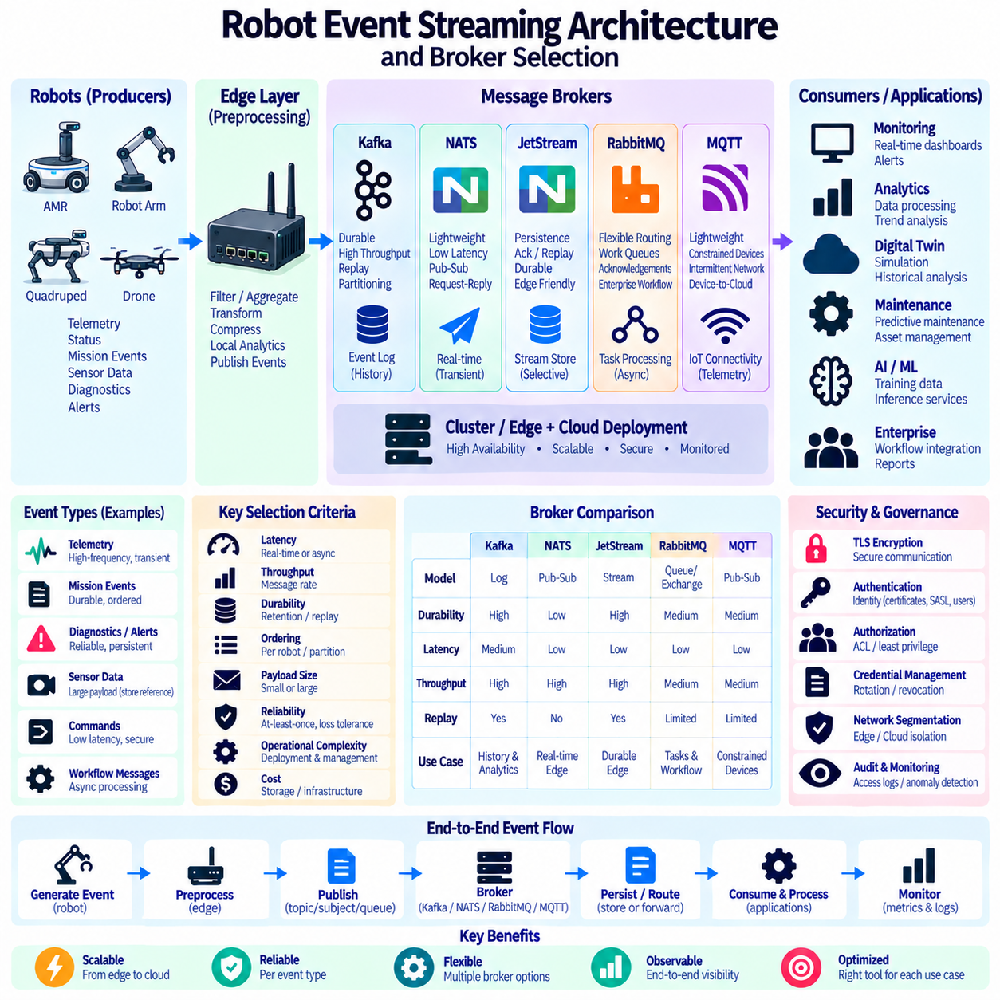 Robot Event Streaming Architecture
and Broker Selection
Robots (Producers)
AMR
Robot Arm
Quadruped
Drone
Telemetry
Status
Mission Events
Sensor Data
Diagnostics
Alerts
Edge Layer
(Preprocessing)
Filter / Aggregate
Transform
Compress
Local Analytics
Publish Events
Message Brokers
Kafka
Durable
High Throughput
Replay
Partitioning
Event Log
(History)
NATS
N
Lightweight
Low Latency
Pub-Sub
Request-Reply
Real-time
(Transient)
JetStream
N
Persistence
Ack / Replay
Durable
Edge Friendly
Stream Store
(Selective)
RabbitMQ
Flexible Routing
Work Queues
Acknowledgements
Enterprise Workflow
Task Processing
(Async)
MQTT
Lightweight
Constrained Devices
Intermittent Network
Device-to-Cloud
IoT Connectivity
(Telemetry)
Cluster / Edge + Cloud Deployment
High Availability • Scalable • Secure • Monitored
Consumers / Applications)
Monitoring
Real-time dashboards
Alerts
Analytics
Data processing
Trend analysis
Digital Twin
Simulation
Historical analysis
Maintenance
Predictive maintenance
Asset management
AI / ML
Training data
Inference services
Enterprise
Workflow integration
Reports
Event Types (Examples)
Telemetry
High-frequency, transient
Mission Events
Durable, ordered
Diagnostics / Alerts
Reliable, persistent
Sensor Data
Large payload (store reference)
Commands
Low latency, secure
Workflow Messages
Async processing
Key Selection Criteria
Latency
Real-time or async
Throughput
Message rate
Durability
Retention / replay
Ordering
Per robot / partition
Payload Size
Small or large
Reliability
At-least-once, loss tolerance
Operational Complexity
Deployment & management
$
Cost
Storage / infrastructure
Broker Comparison
Kafka NATS JetStream RabbitMQ MQTT
Model Log Pub-Sub Stream Queue/ Exchange Pub-Sub
Durability High Low High Medium Medium
Latency Medium Low Low Low Low
Throughput High High High Medium Medium
Replay Yes No Yes Limited Limited
Use Case History & Analytics Real-time Edge Durable Edge Tasks & Workflow Constrained Devices
Security & Governance
TLS Encryption
Secure communication
Authentication
Identity (certificates, SASL, users)
Authorization
ACL / least privilege
Credential Management
Rotation / revocation
Network Segmentation
Edge / Cloud isolation
Audit & Monitoring
Access logs / anomaly detection
End-to-End Event Flow
Generate Event
(robot)
Preprocess
(edge)
Publish
(topic/subject/queue)
Broker
(Kafka / NATS / RabbitMQ / MQTT)
Persist / Route
(store or forward)
Consume & Process
(applications)
Monitor
(metrics & logs)
Key Benefits
Scalable
From edge to cloud
Reliable
Per event type
Flexible
Multiple broker options
Observable
End-to-end visibility
Optimized
Right tool for each use case